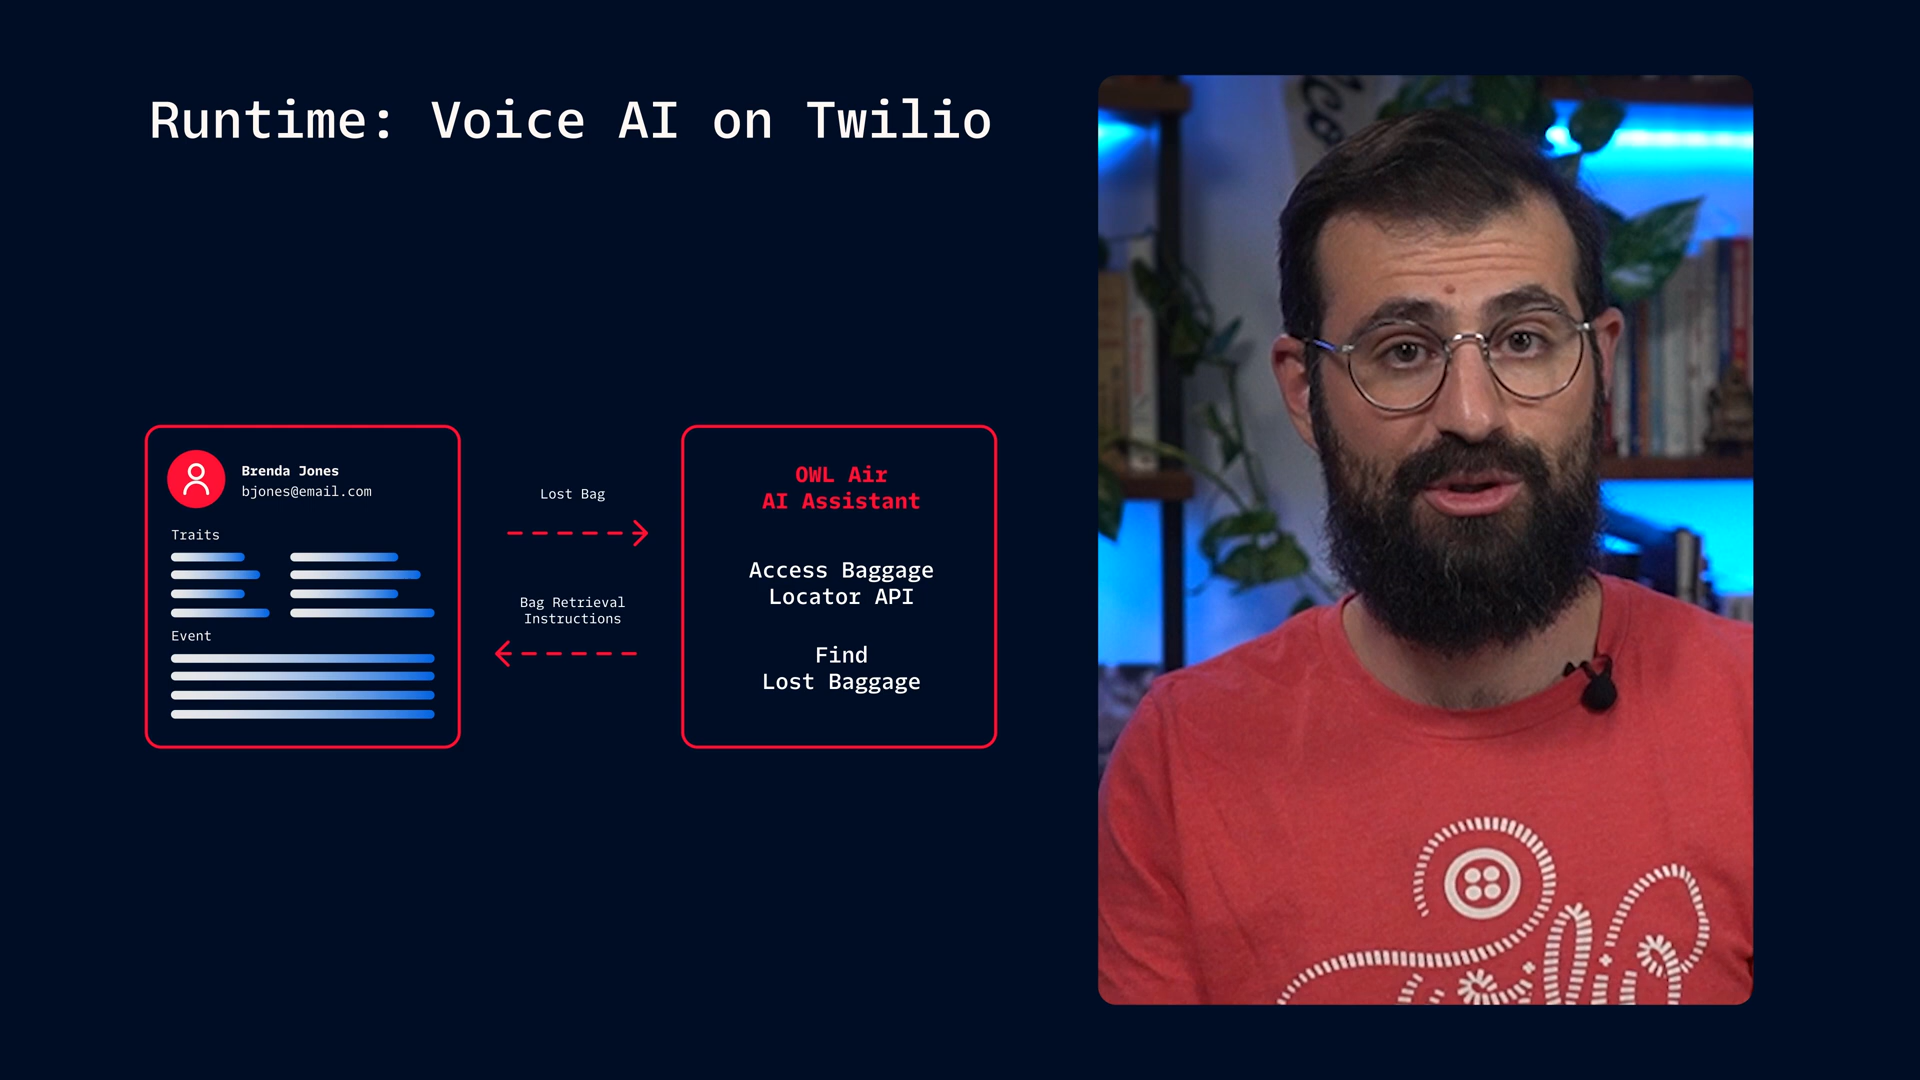 Runtime: Voice AI on Twilio
Brenda Jones
bjones@email.com
Traits
Event
Lost Bag
Bag Retrieval
Instructions
OWL Air
AI Assistant
Access Baggage
Locator API
Find
Lost Baggage